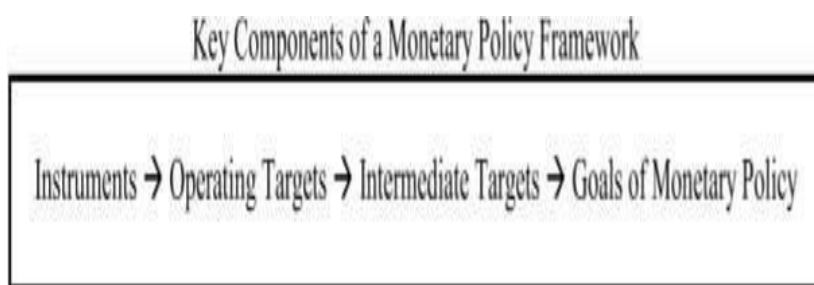 Key Components of a Monetary Policy Framework
Instruments → Operating Targets → Intermediate Targets → Goals of Monetary Policy